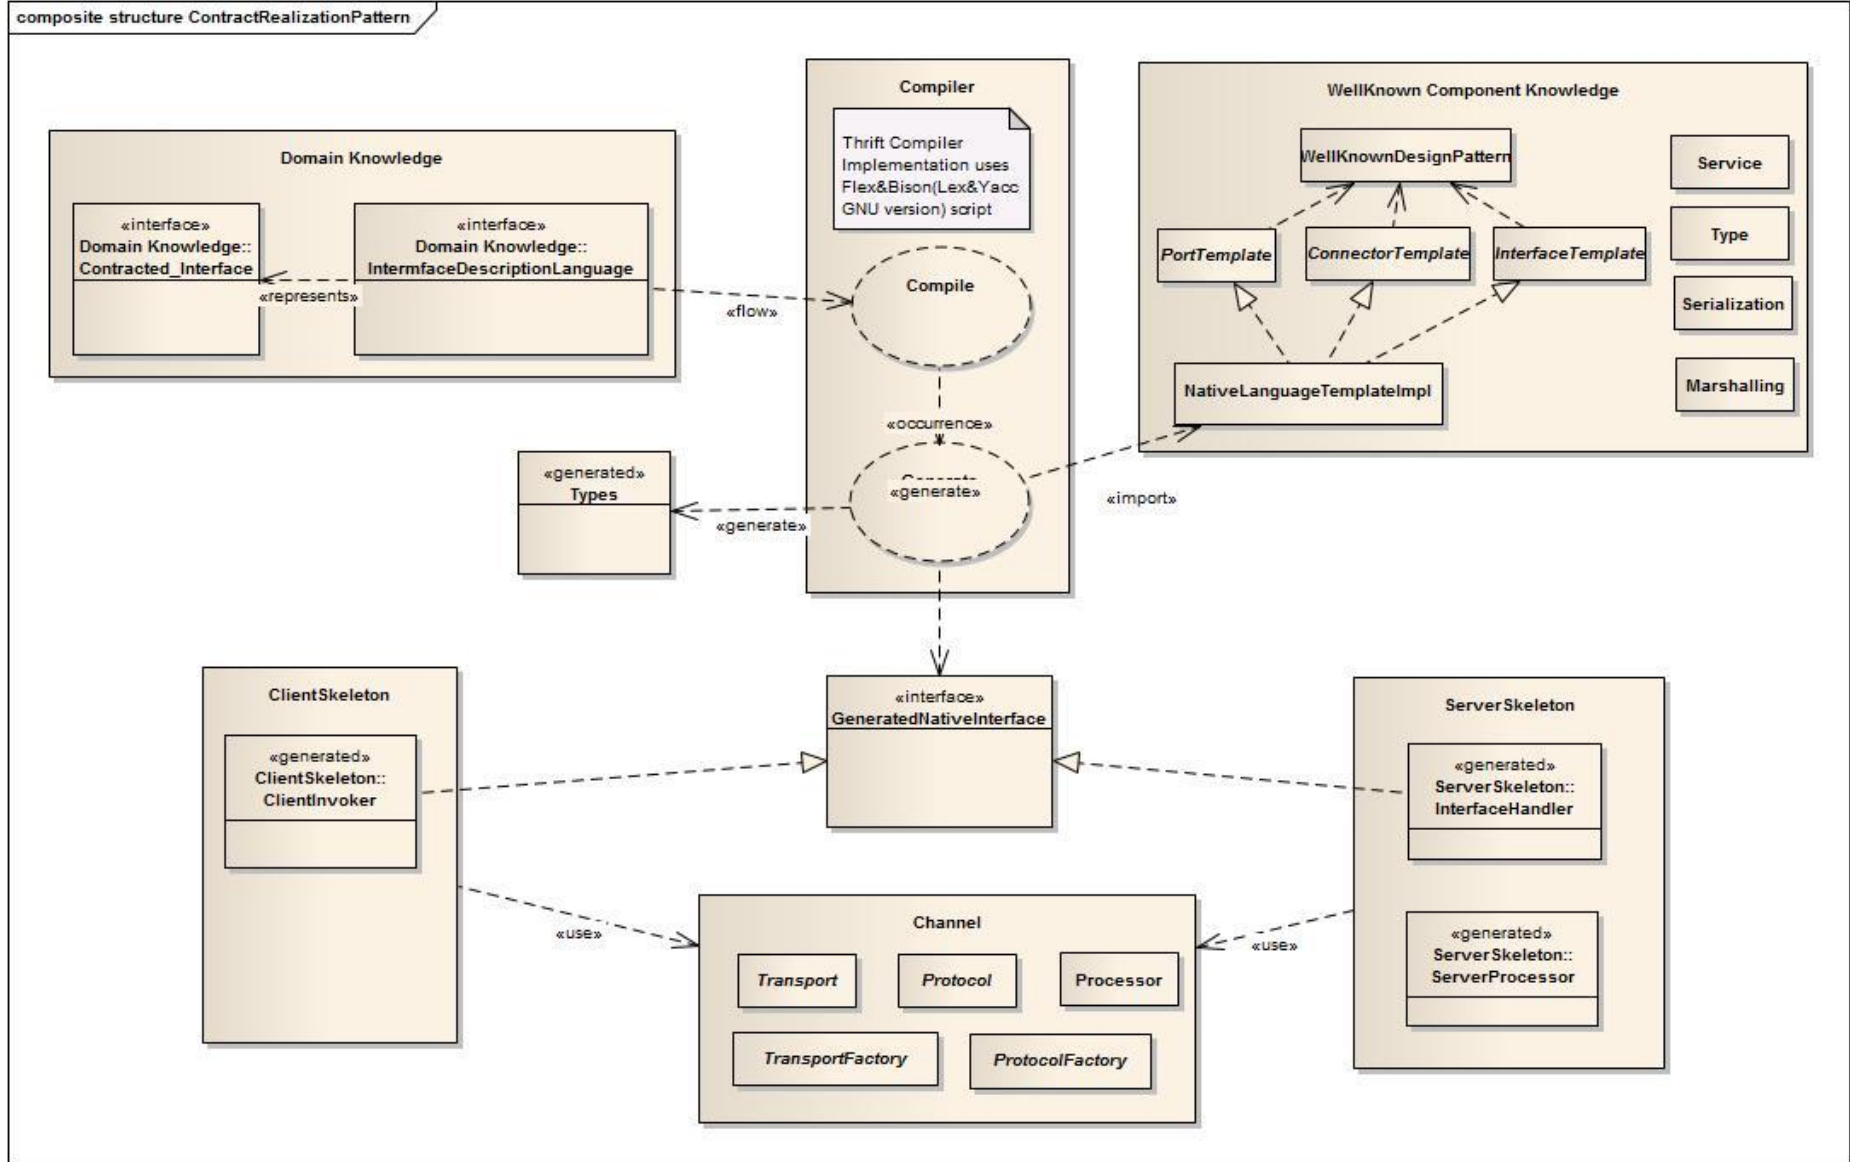 composite structure ContractRealizationPattern
Domain Knowledge
«interface»
Domain Knowledge::
Contracted_Interface
«interface»
Domain Knowledge::
IntermfaceDescriptionLanguage
«represents»
«flow»
Compiler
Thrift Compiler
Implementation uses
Flex&Bison(Lex&Yacc
GNU version) script
Compile
«occurrence»
Generate
«generate»
«import»
WellKnown Component Knowledge
WellKnownDesignPattern
PortTemplate
ConnectorTemplate
InterfaceTemplate
NativeLanguageTemplateImpl
Service
Type
Serialization
Marshalling
«generated»
Types
«generate»
ClientSkeleton
«generated»
ClientSkeleton::
ClientInvoker
«interface»
GeneratedNativeInterface
ServerSkeleton
«generated»
ServerSkeleton::
InterfaceHandler
«generated»
ServerSkeleton::
ServerProcessor
«use»
«use»
Channel
Transport
Protocol
Processor
TransportFactory
ProtocolFactory